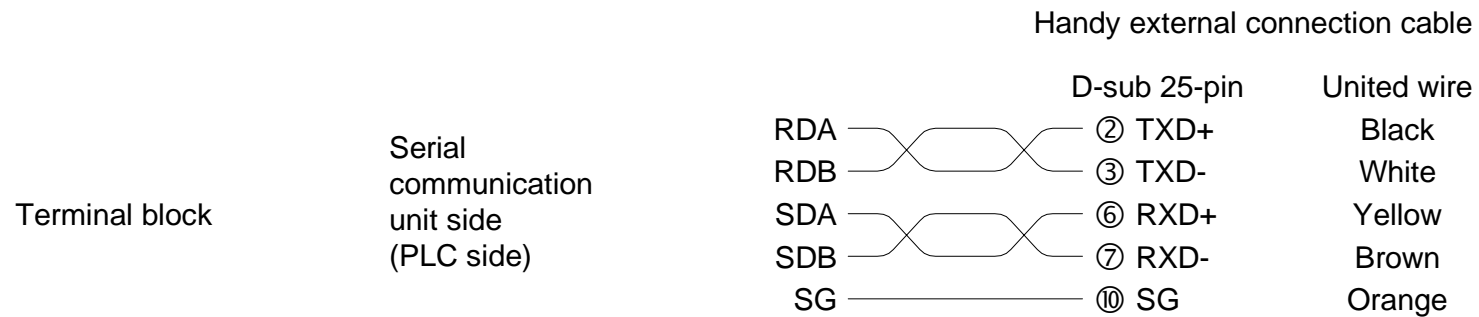 Handy external connection cable
D-sub 25-pin United wire
Terminal block
Serial
communication
unit side
(PLC side)
RDA ② TXD+ Black
RDB ③ TXD- White
SDA ⑥ RXD+ Yellow
SDB ⑦ RXD- Brown
SG ⑩ SG Orange